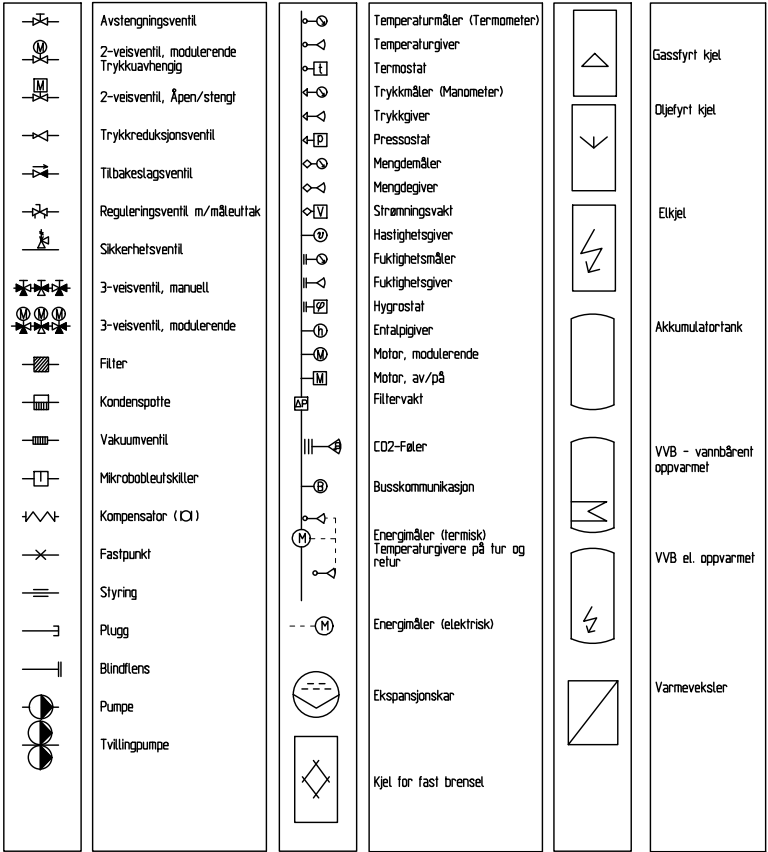 Avstengningsventil
M
2-veisventil, modulerende
Trykkuavhengig
M
2-veisventil, Åpen/stengt
Trykkreduksjonsventil
Tilbakeslagsventil
Reguleringsventil m/måleuttak
Sikkerhetsventil
3-veisventil, manuell
M M M
3-veisventil, modulerende
Filter
Kondenspotte
Vakuumventil
Mikrobobleutskiller
Kompensator ( )
Fastpunkt
Styring
Plugg
Blindflens
Pumpe
Tvillingpumpe
Temperaturmåler (Termometer)
Temperaturgiver
t
Termostat
Trykkmåler (Manometer)
Trykkgiver
p
Pressostat
Mengdemåler
Mengdegiver
V
Strømningsvakt
v
Hastighetsgiver
Fuktighetsmåler
Fuktighetsgiver
φ
Hygrostat
h
Entalpigiver
M
Motor, modulerende
M
Motor, av/på
ΔP
Filtervakt
CO2-Føler
B
Busskommunikasjon
M
Energimåler (termisk)
Temperaturgivere på tur og
retur
M
Energimåler (elektrisk)
Ekspansjonskar
Kjel for fast brensel
Gassfyrt kjel
Oljefyrt kjel
Elkjel
Akkumulatortank
VVB - vannbårent
oppvarmet
VVB el. oppvarmet
Varmeveksler